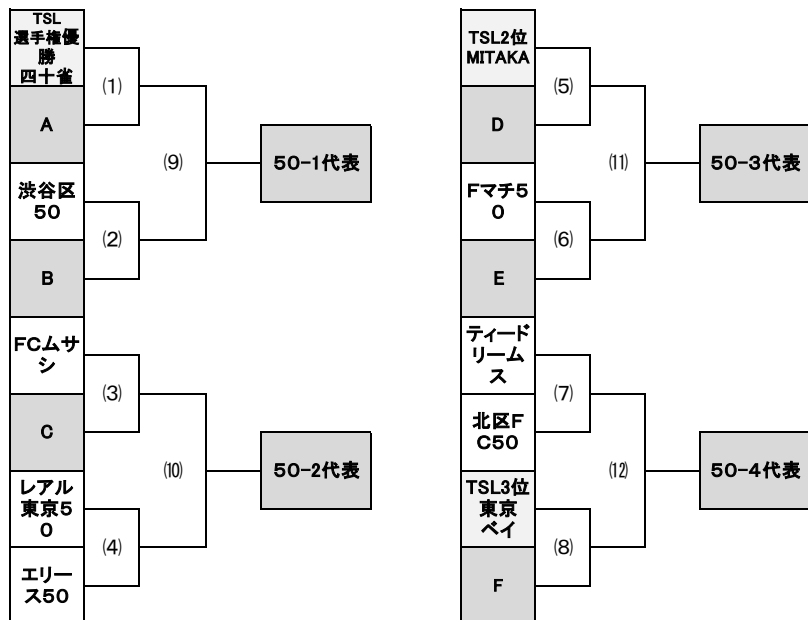 TSL
選手権優
勝
四十雀
A
渋谷区
50
B
FCムサ
シ
C
レアル
東京5
0
エリー
ス50
(1)
(2)
(3)
(4)
(9)
(10)
50-1代表
50-2代表
TSL2位
MITAKA
D
Fマチ5
0
E
ティード
リーム
ス
北区F
C50
TSL3位
東京
ベイ
F
(5)
(6)
(7)
(8)
(11)
(12)
50-3代表
50-4代表